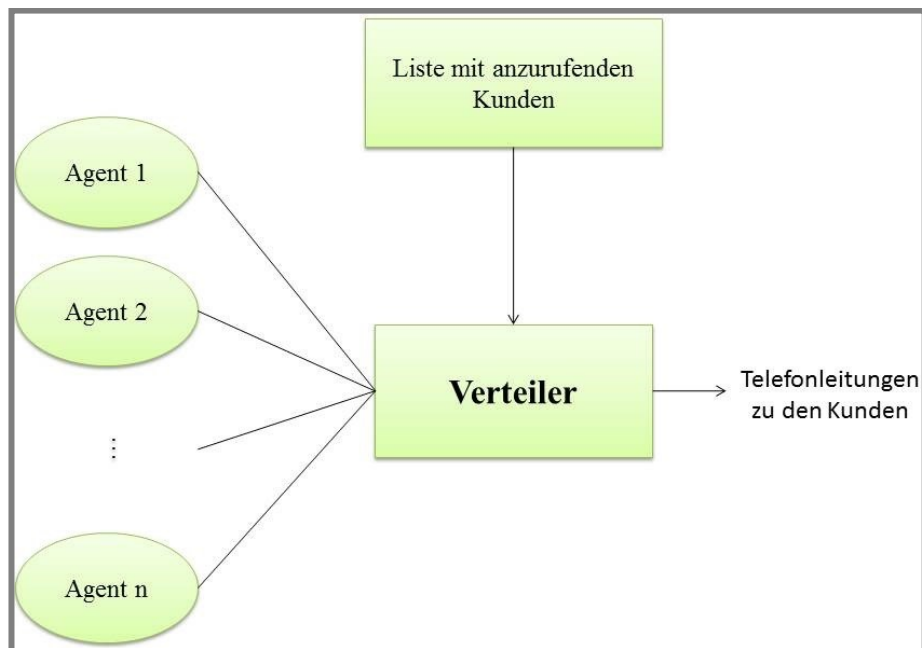 Liste mit anzurufenden
Kunden
Agent 1
Agent 2
Verteiler
Telefonleitungen
zu den Kunden
⋮
Agent n